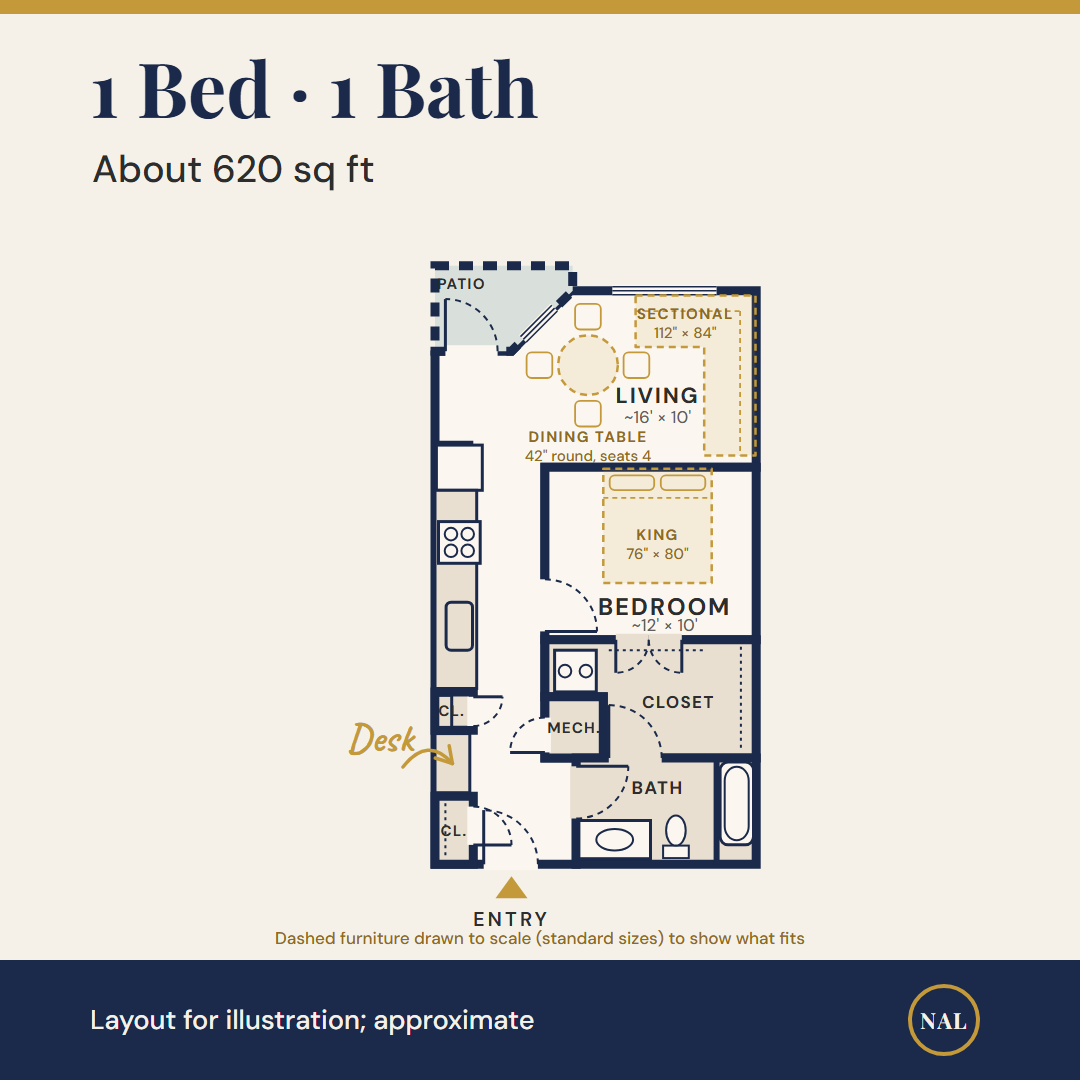 1 Bed · 1 Bath
About 620 sq ft
PATIO
SECTIONAL
112" × 84"
LIVING
~16' × 10'
DINING TABLE
42" round, seats 4
KING
76" × 80"
BEDROOM
~12' × 10'
CLOSET
CL.
MECH.
Desk
BATH
CL.
ENTRY
Dashed furniture drawn to scale (standard sizes) to show what fits
Layout for illustration; approximate
NAL